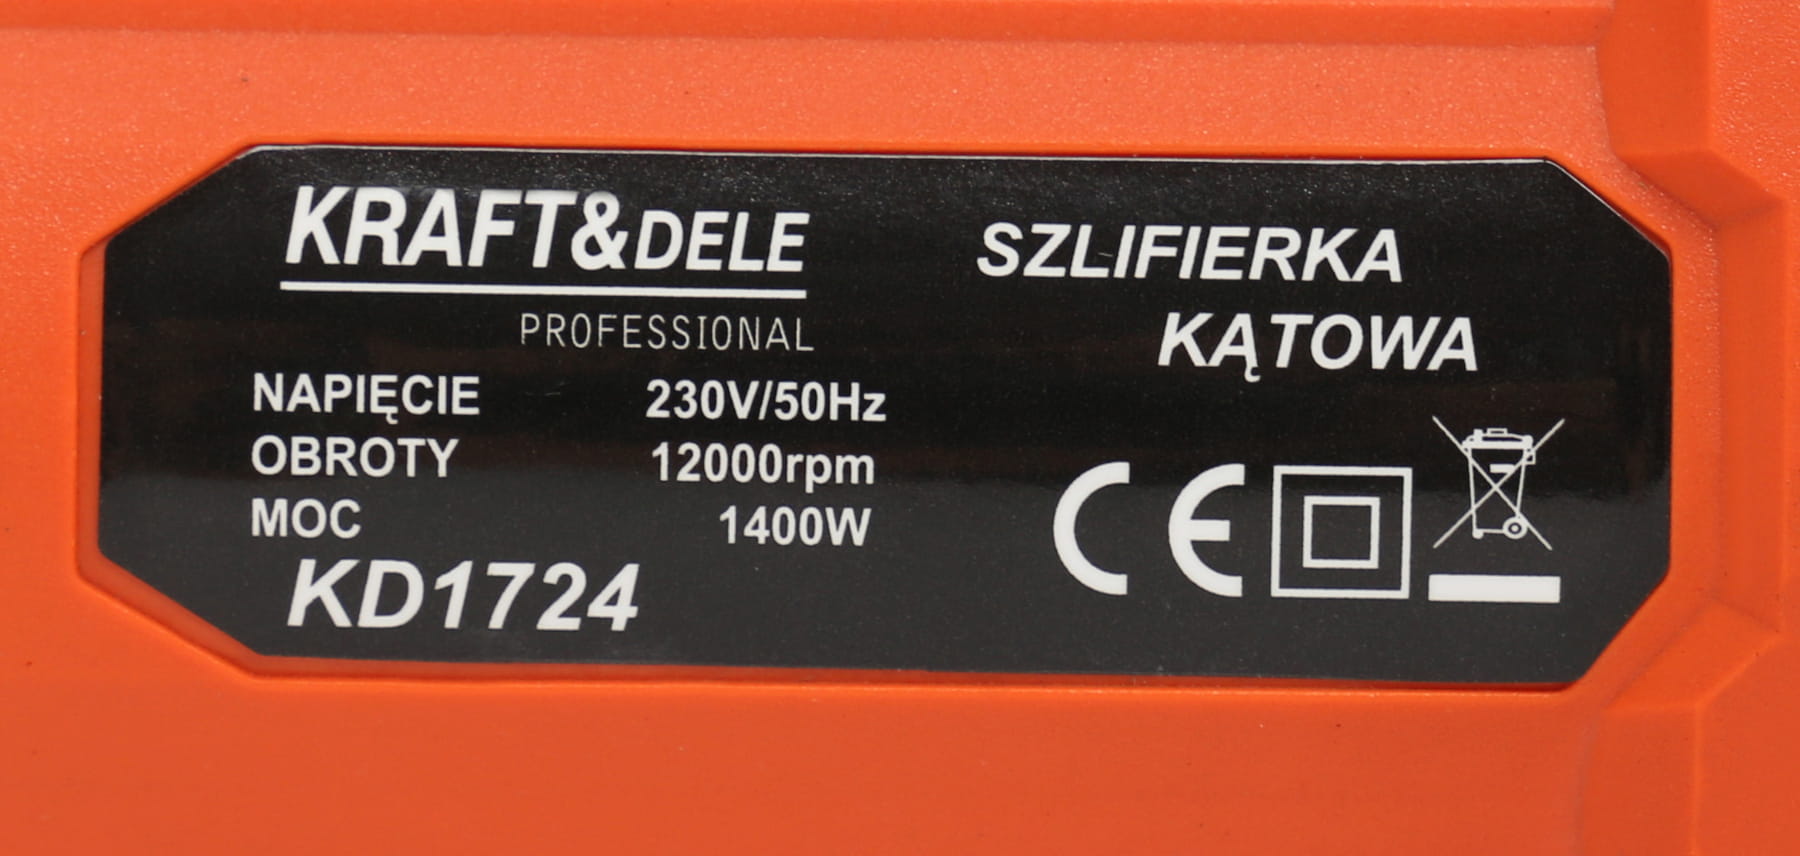 KRAFT&DELE
PROFESSIONAL
SZLIFIERKA
KĄTOWA
NAPIĘCIE 230V/50Hz
OBROTY 12000rpm
MOC 1400W
KD1724
CE